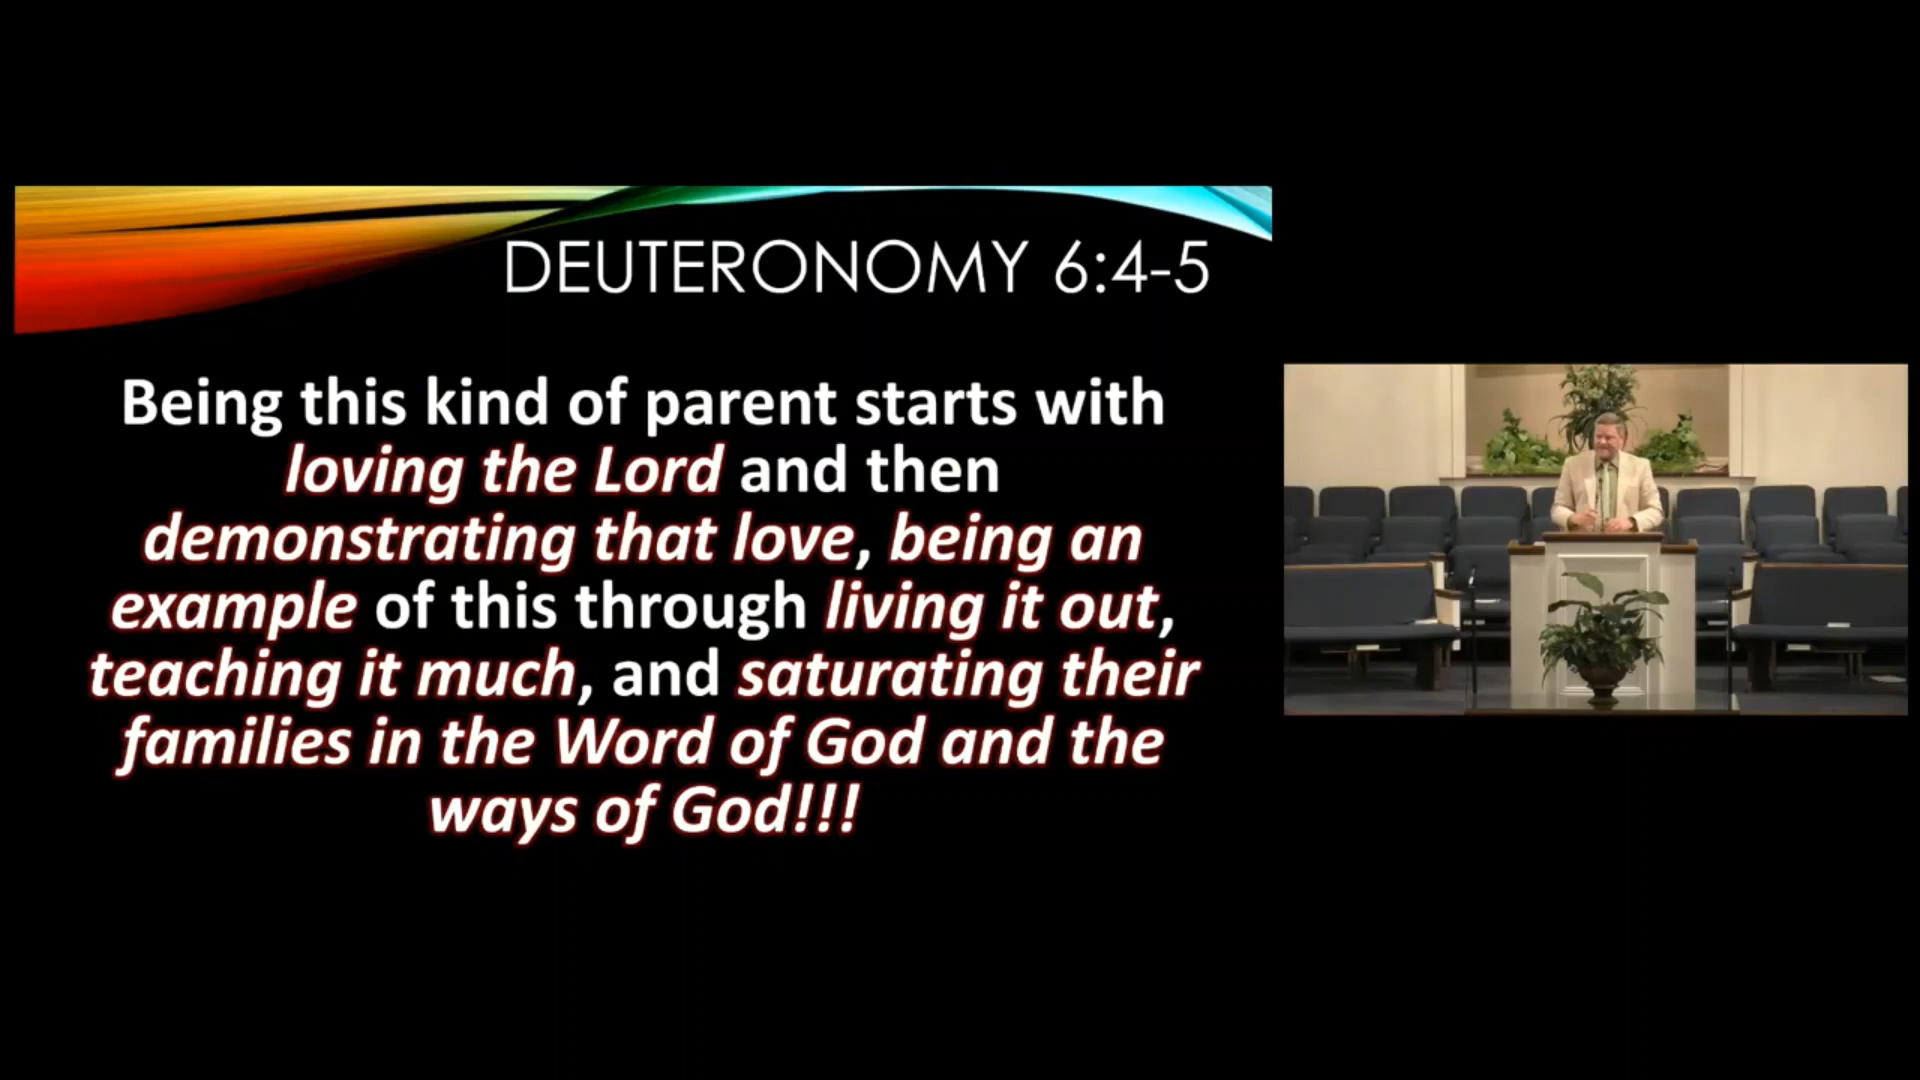 DEUTERONOMY 6:4-5
Being this kind of parent starts with
loving the Lord and then
demonstrating that love, being an
example of this through living it out,
teaching it much, and saturating their
families in the Word of God and the
ways of God!!!